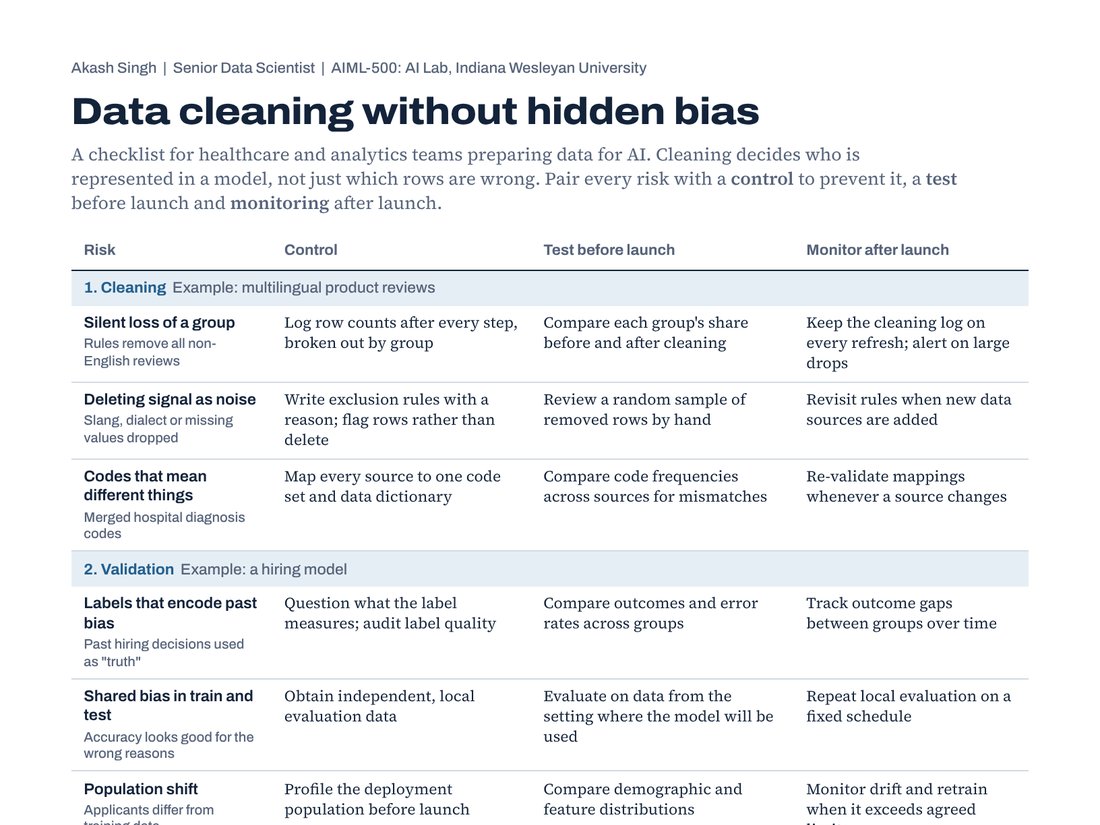 Akash Singh | Senior Data Scientist | AIML-500: AI Lab, Indiana Wesleyan University
Data cleaning without hidden bias
A checklist for healthcare and analytics teams preparing data for AI. Cleaning decides who is
represented in a model, not just which rows are wrong. Pair every risk with a control to prevent it, a test
before launch and monitoring after launch.
Risk
Control
Test before launch
Monitor after launch
1. Cleaning Example: multilingual product reviews
Silent loss of a group
Rules remove all non-
English reviews
Log row counts after every step,
broken out by group
Compare each group's share
before and after cleaning
Keep the cleaning log on
every refresh; alert on large
drops
Deleting signal as noise
Slang, dialect or missing
values dropped
Write exclusion rules with a
reason; flag rows rather than
delete
Review a random sample of
removed rows by hand
Revisit rules when new data
sources are added
Codes that mean
different things
Merged hospital diagnosis
codes
Map every source to one code
set and data dictionary
Compare code frequencies
across sources for mismatches
Re-validate mappings
whenever a source changes
2. Validation Example: a hiring model
Labels that encode past
bias
Past hiring decisions used
as "truth"
Question what the label
measures; audit label quality
Compare outcomes and error
rates across groups
Track outcome gaps
between groups over time
Shared bias in train and
test
Accuracy looks good for the
wrong reasons
Obtain independent, local
evaluation data
Evaluate on data from the
setting where the model will be
used
Repeat local evaluation on a
fixed schedule
Population shift
Applicants differ from
Profile the deployment
population before launch
Compare demographic and
feature distributions
Monitor drift and retrain
when it exceeds agreed